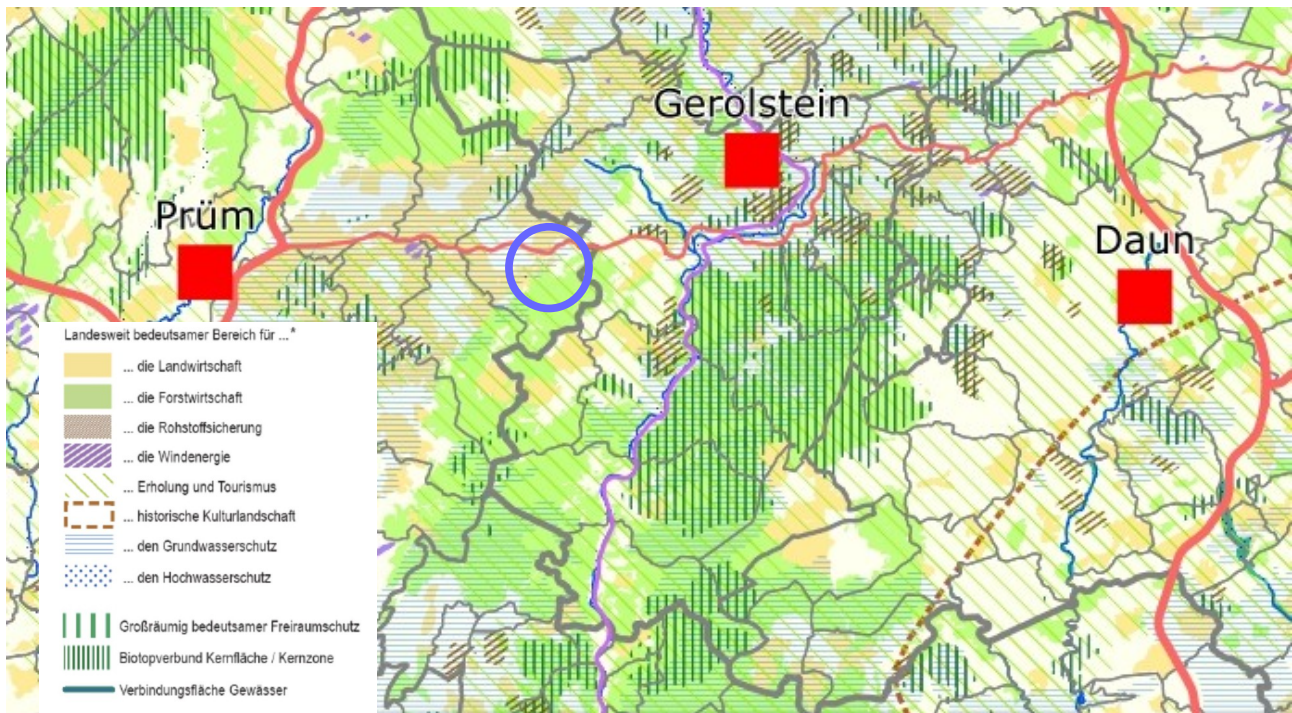 Gerolstein
Prüm
Daun
Landesweit bedeutsamer Bereich für ...*
... die Landwirtschaft
... die Forstwirtschaft
... die Rohstoffsicherung
... die Windenergie
... Erholung und Tourismus
... historische Kulturlandschaft
... den Grundwasserschutz
... den Hochwasserschutz
Großräumig bedeutsamer Freiraumschutz
Biotopverbund Kernfläche / Kernzone
Verbindungsfläche Gewässer